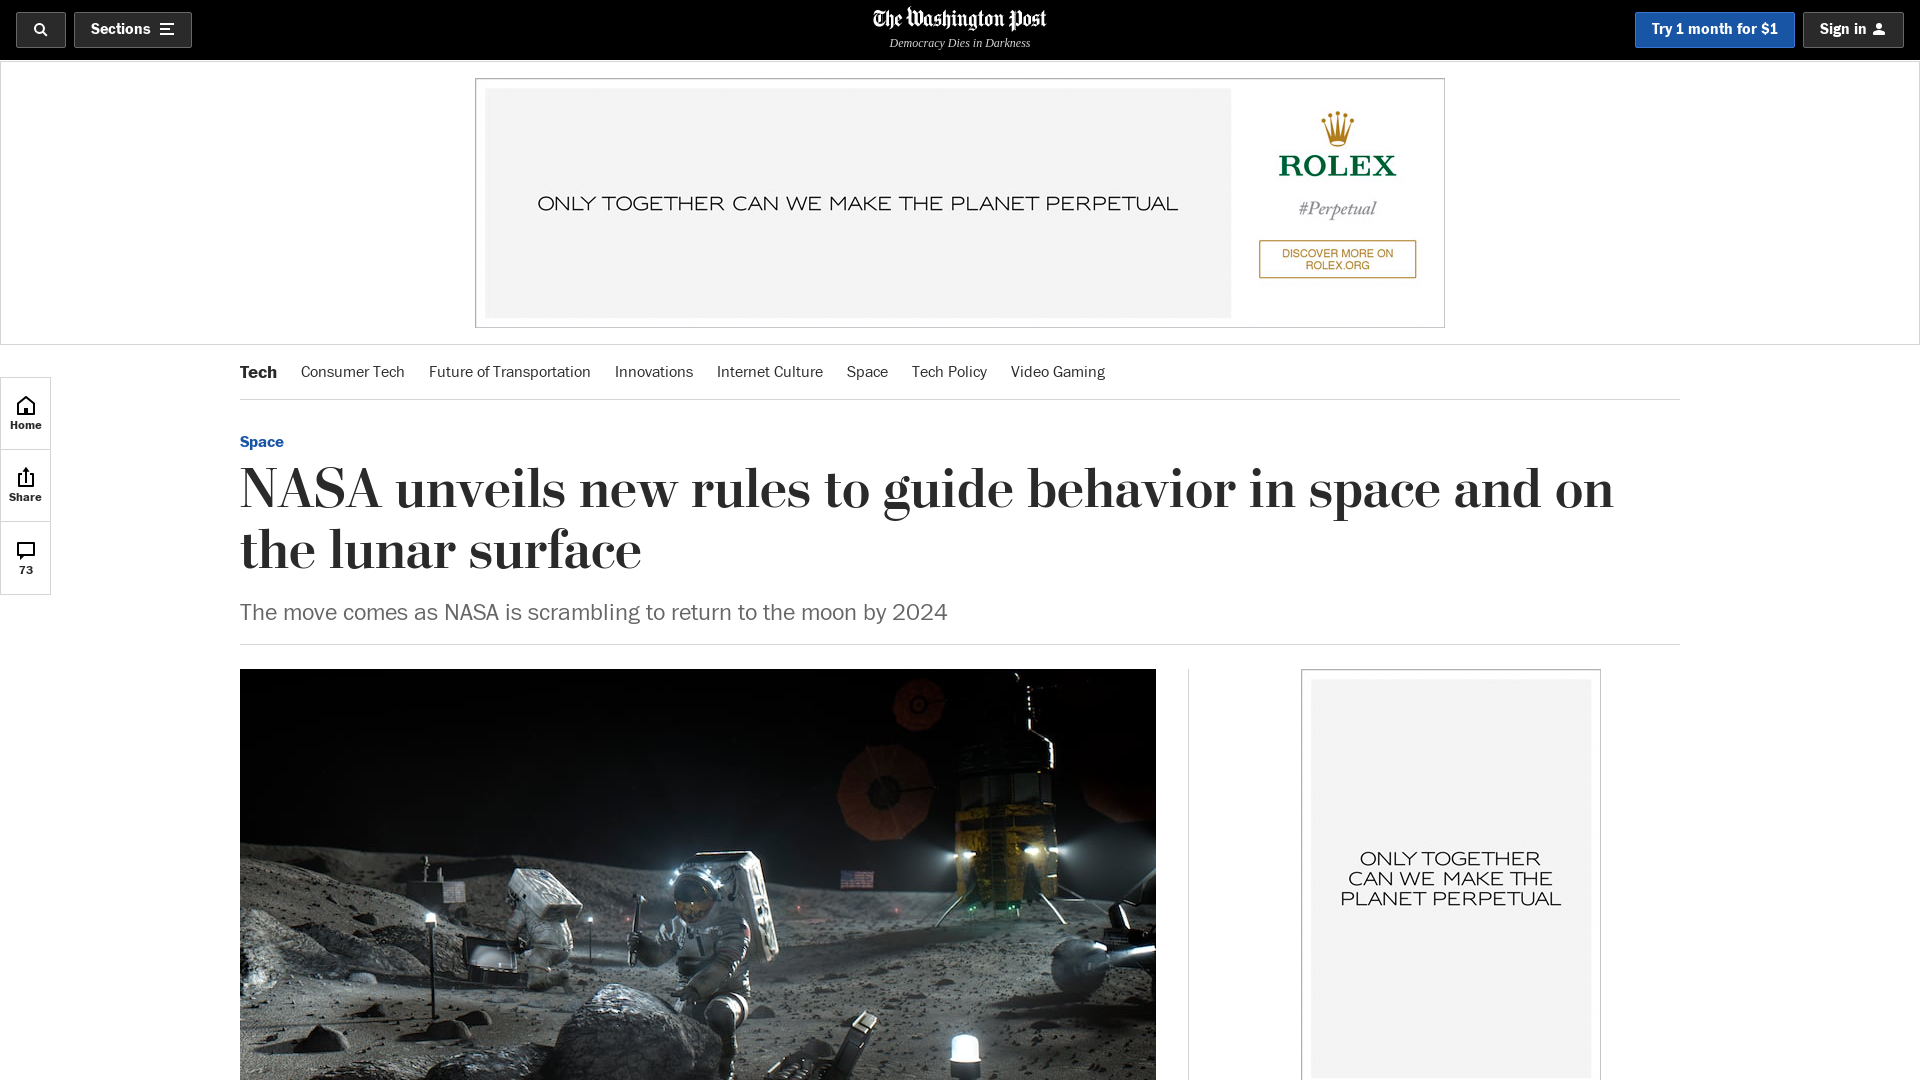 Sections
The Washington Post
Democracy Dies in Darkness
Try 1 month for $1
Sign in
ONLY TOGETHER CAN WE MAKE THE PLANET PERPETUAL
ROLEX
#Perpetual
DISCOVER MORE ON
ROLEX.ORG
Tech
Consumer Tech
Future of Transportation
Innovations
Internet Culture
Space
Tech Policy
Video Gaming
Home
Share
73
Space
NASA unveils new rules to guide behavior in space and on
the lunar surface
The move comes as NASA is scrambling to return to the moon by 2024
ONLY TOGETHER
CAN WE MAKE THE
PLANET PERPETUAL